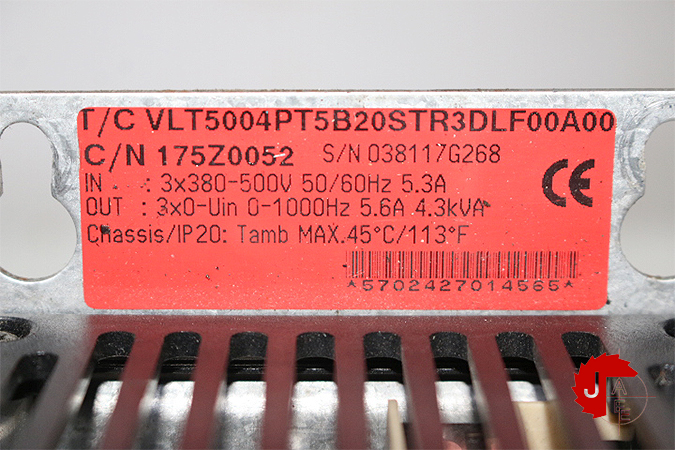 T/C VLT5004PT5B20STR3DLF00A00
C/N 175Z0052 S/N 038117G268
IN : 3x380-500V 50/60Hz 5.3A
OUT : 3x0-Uin 0-1000Hz 5.6A 4.3kVA
Chassis/IP20: Tamb MAX.45°C/113°F
CE
*5702427014565*
J